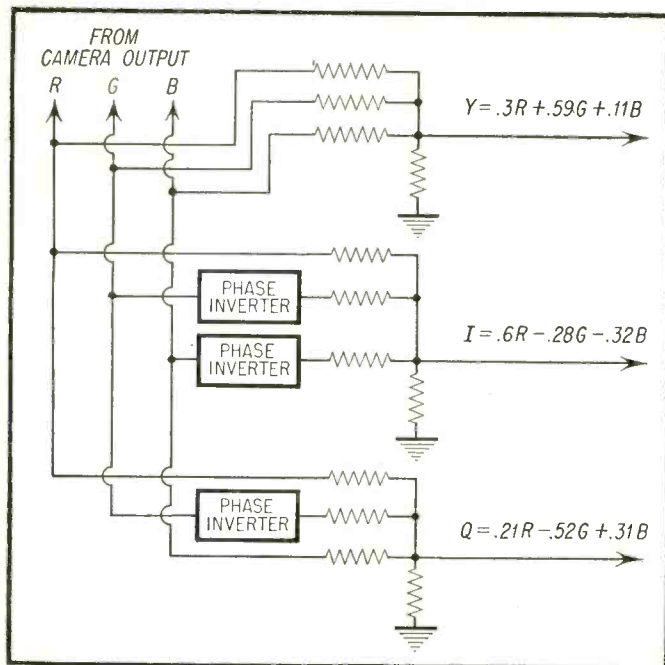 FROM
CAMERA OUTPUT
R G B
Y=.3R+.59G+.11B
PHASE
INVERTER
PHASE
INVERTER
I=.6R-.28G-.32B
PHASE
INVERTER
Q=.21R-.52G+.31B